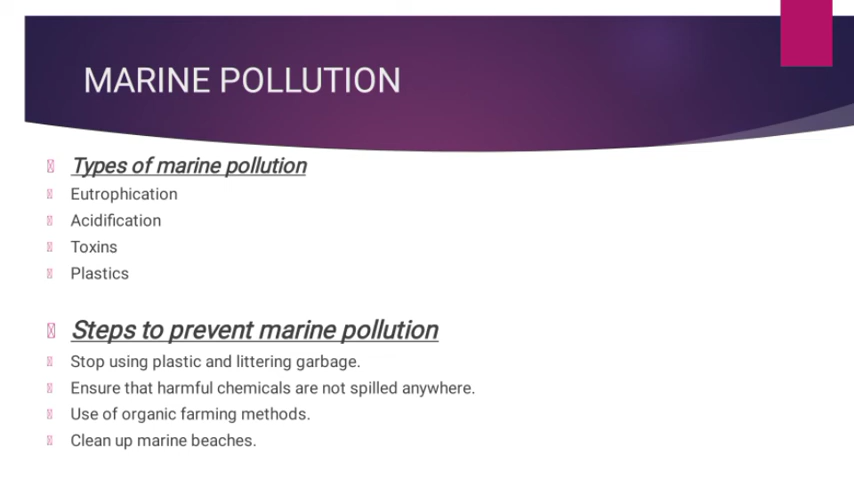 MARINE POLLUTION
Types of marine pollution
Eutrophication
Acidification
Toxins
Plastics
Steps to prevent marine pollution
Stop using plastic and littering garbage.
Ensure that harmful chemicals are not spilled anywhere.
Use of organic farming methods.
Clean up marine beaches.